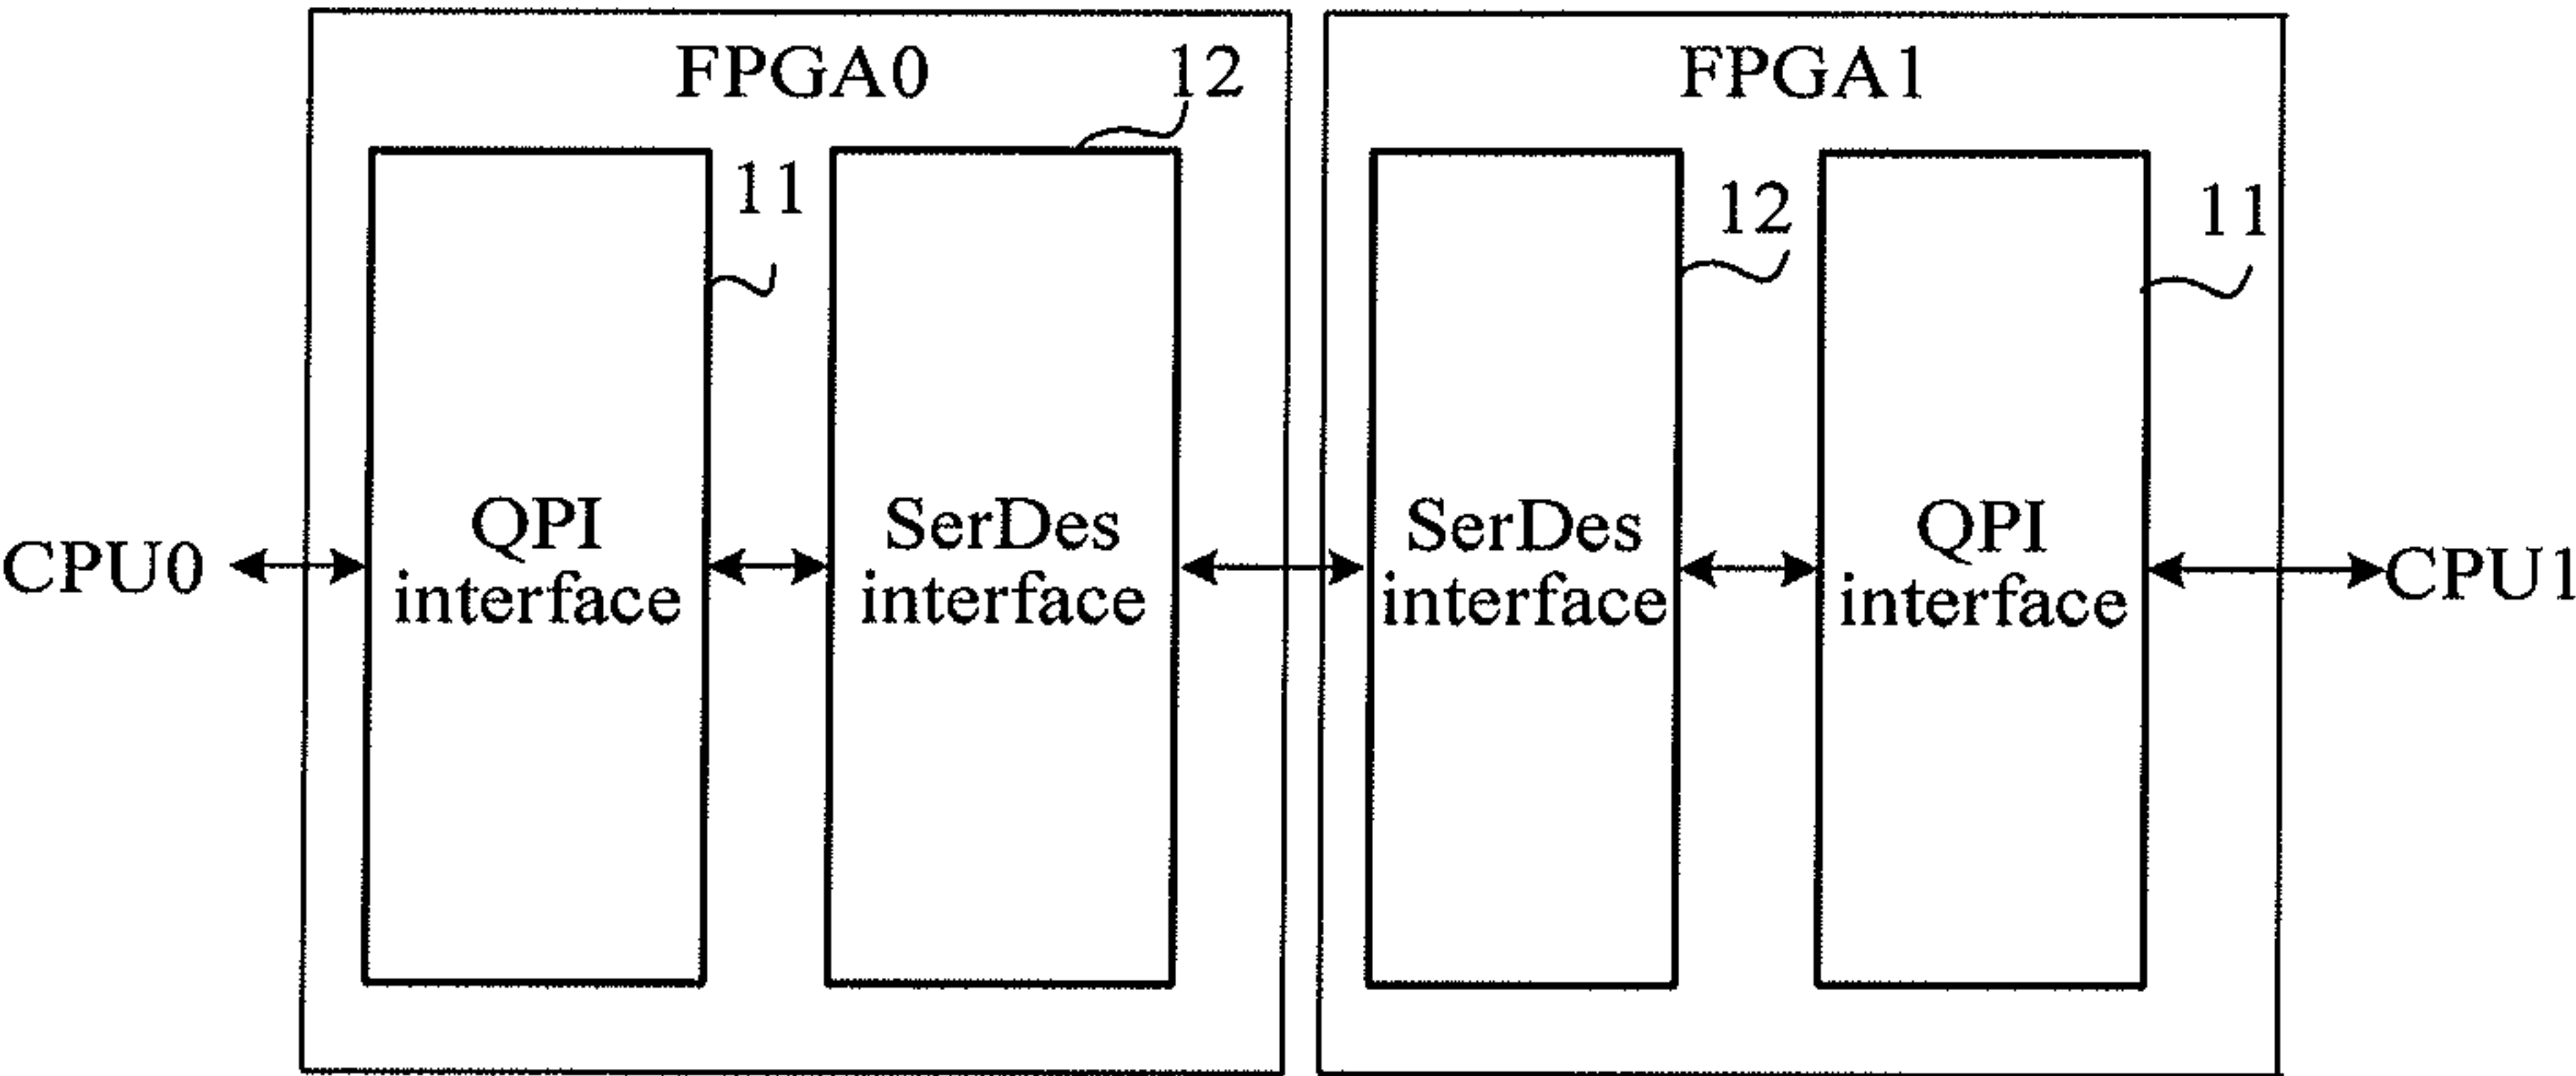 FPGA0
12
FPGA1
11
12
11
CPU0
QPI
interface
SerDes
interface
SerDes
interface
QPI
interface
CPU1